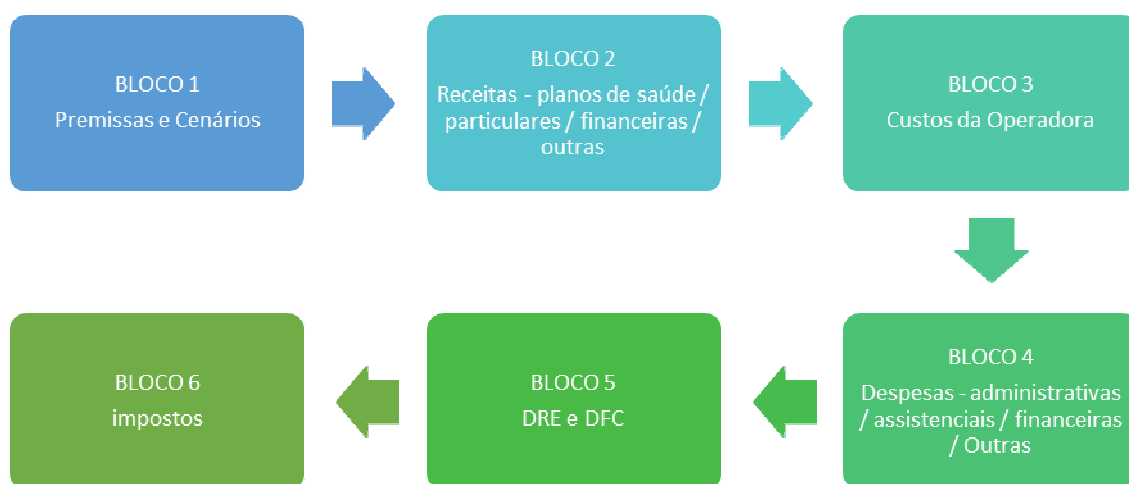 BLOCO 1
Premissas e Cenários
BLOCO 2
Receitas - planos de saúde /
particulares / financeiras /
outras
BLOCO 3
Custos da Operadora
BLOCO 4
Despesas - administrativas
/ assistenciais / financeiras
/ Outras
BLOCO 5
DRE e DFC
BLOCO 6
impostos